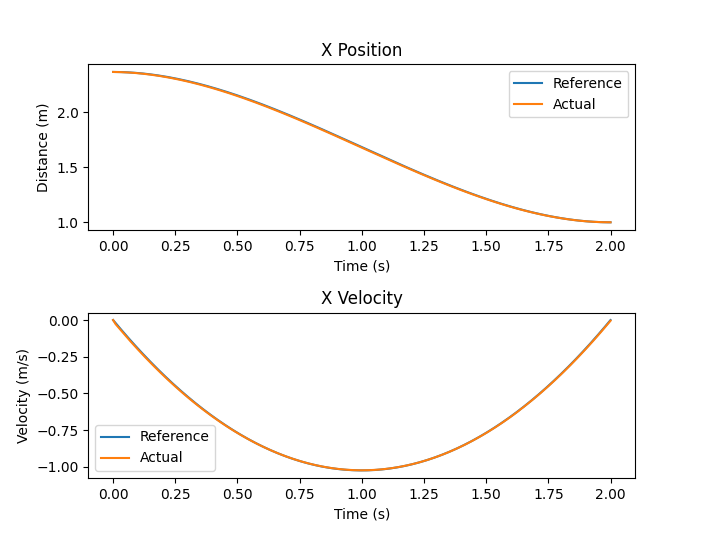 X Position
Reference
Actual
2.0
1.5
1.0
Distance (m)
0.00 0.25 0.50 0.75 1.00 1.25 1.50 1.75 2.00
Time (s)
X Velocity
0.00
−0.25
−0.50
−0.75
−1.00
Velocity (m/s)
Reference
Actual
0.00 0.25 0.50 0.75 1.00 1.25 1.50 1.75 2.00
Time (s)